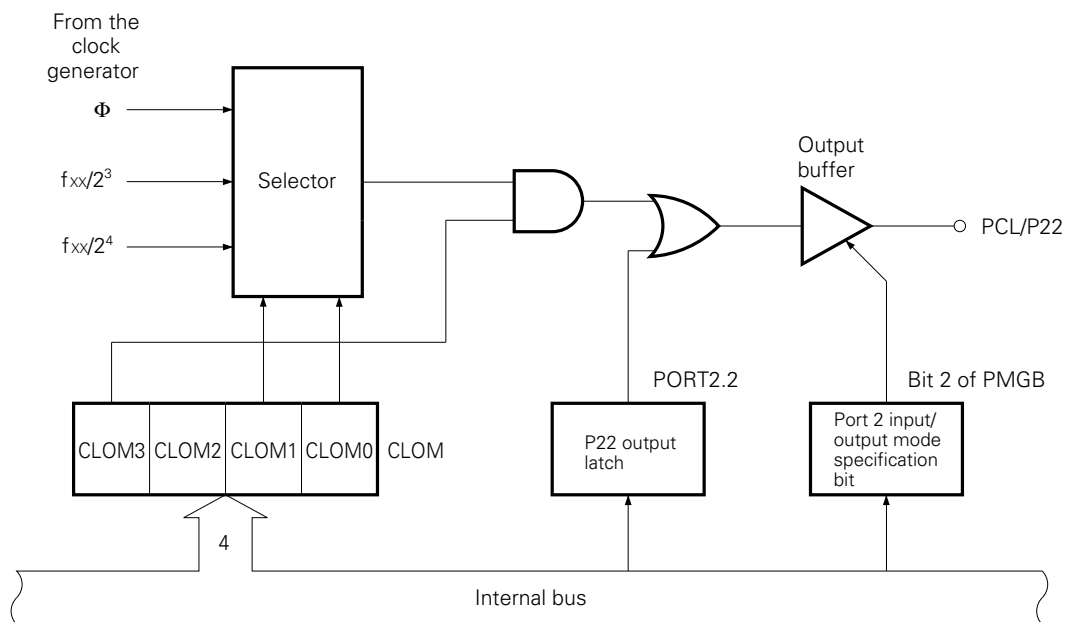 From the
clock
generator
Φ
fxx/2³
fxx/2⁴
Selector
Output
buffer
PCL/P22
PORT2.2
Bit 2 of PMGB
CLOM3 CLOM2 CLOM1 CLOM0 CLOM
P22 output
latch
Port 2 input/
output mode
specification
bit
4
Internal bus